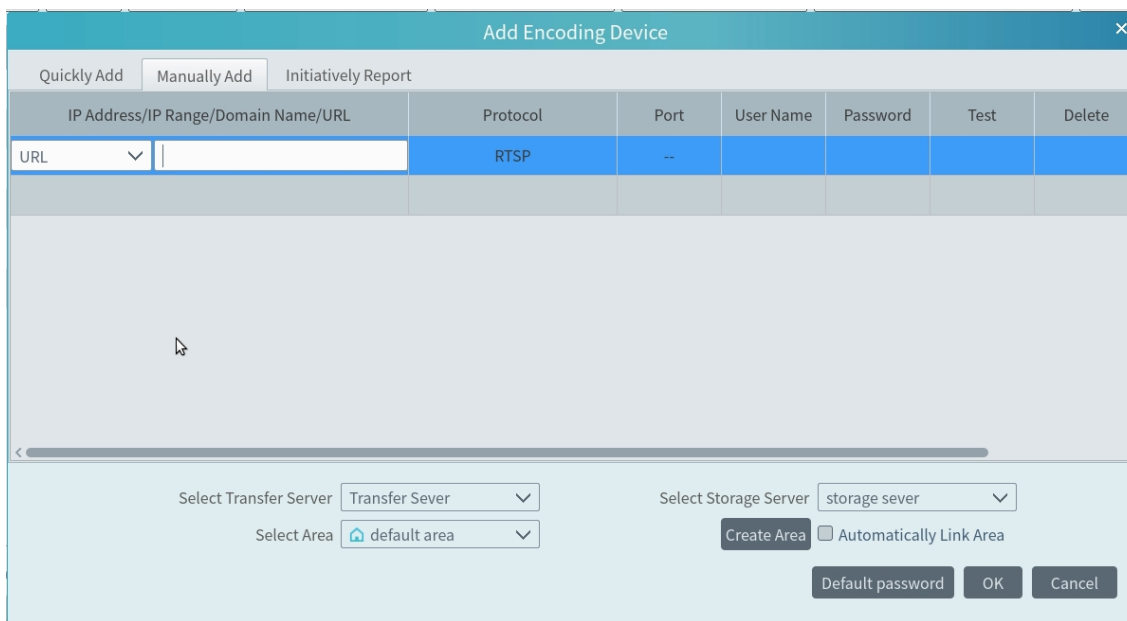 Add Encoding Device
Quickly Add Manually Add Initiatively Report
IP Address/IP Range/Domain Name/URL Protocol Port User Name Password Test Delete
URL RTSP --
Select Transfer Server Transfer Sever Select Storage Server storage sever
Select Area default area Create Area Automatically Link Area
Default password OK Cancel